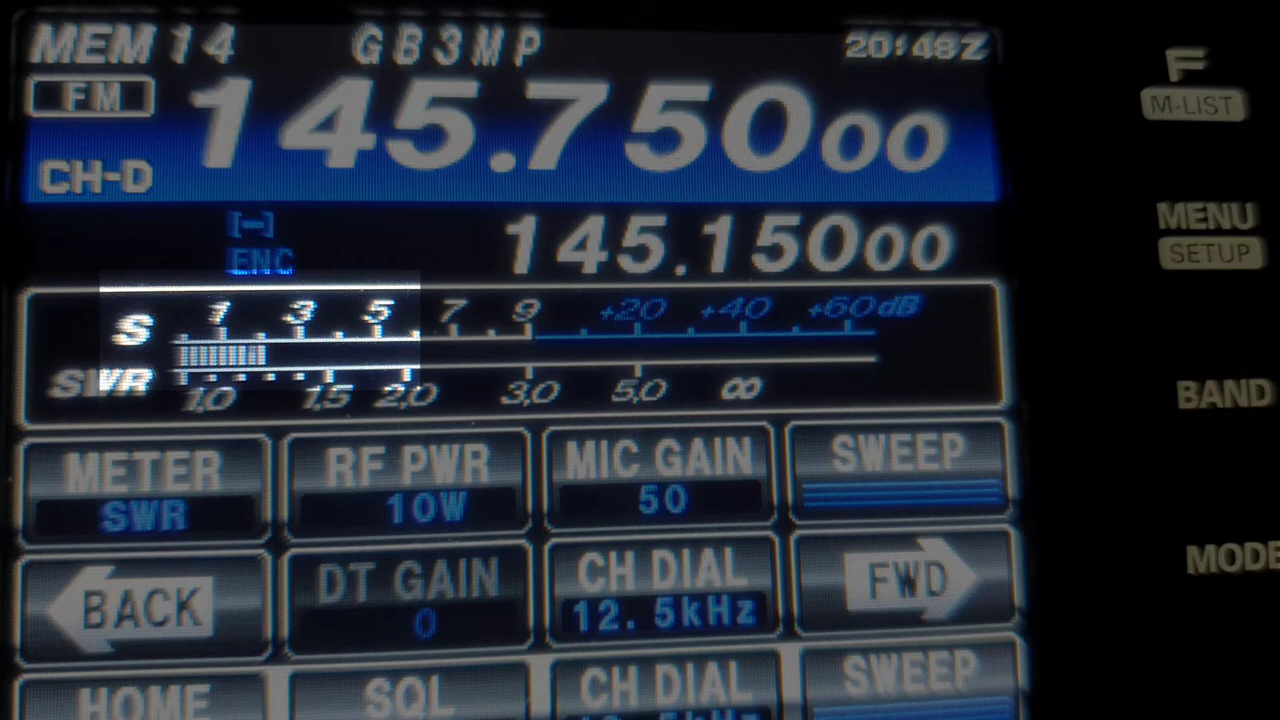 MEM 14 GB3MP 20:48Z
F
FM 145.75000
M-LIST
CH-D
[-] 145.15000
MENU
ENC
SETUP
S 1 3 5 7 9 +20 +40 +60dB
SWR 1,0 1,5 2,0 3,0 5,0 ∞
BAND
METER RF PWR MIC GAIN SWEEP
SWR 10W 50
BACK DT GAIN CH DIAL FWD
0 12.5kHz
MODE
HOME SQL CH DIAL SWEEP